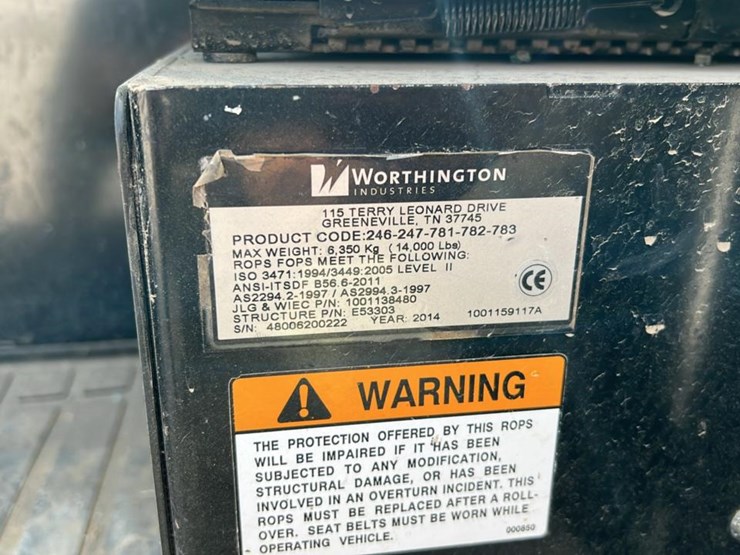 WORTHINGTON
INDUSTRIES
115 TERRY LEONARD DRIVE
GREENEVILLE, TN 37745
PRODUCT CODE:246-247-781-782-783
MAX WEIGHT: 6,350 Kg (14,000 Lbs)
ROPS FOPS MEET THE FOLLOWING:
ISO 3471:1994/3449:2005 LEVEL II
ANSI-ITSDF B56.6-2011
AS2294.2-1997 / AS2994.3-1997
JLG & WIEC P/N: 1001138480
STRUCTURE P/N: E53303
S/N: 48006200222 YEAR: 2014 1001159117A
CE
WARNING
THE PROTECTION OFFERED BY THIS ROPS
WILL BE IMPAIRED IF IT HAS BEEN
SUBJECTED TO ANY MODIFICATION,
STRUCTURAL DAMAGE, OR HAS BEEN
INVOLVED IN AN OVERTURN INCIDENT. THIS
ROPS MUST BE REPLACED AFTER A ROLL-
OVER. SEAT BELTS MUST BE WORN WHILE
OPERATING VEHICLE. 000850